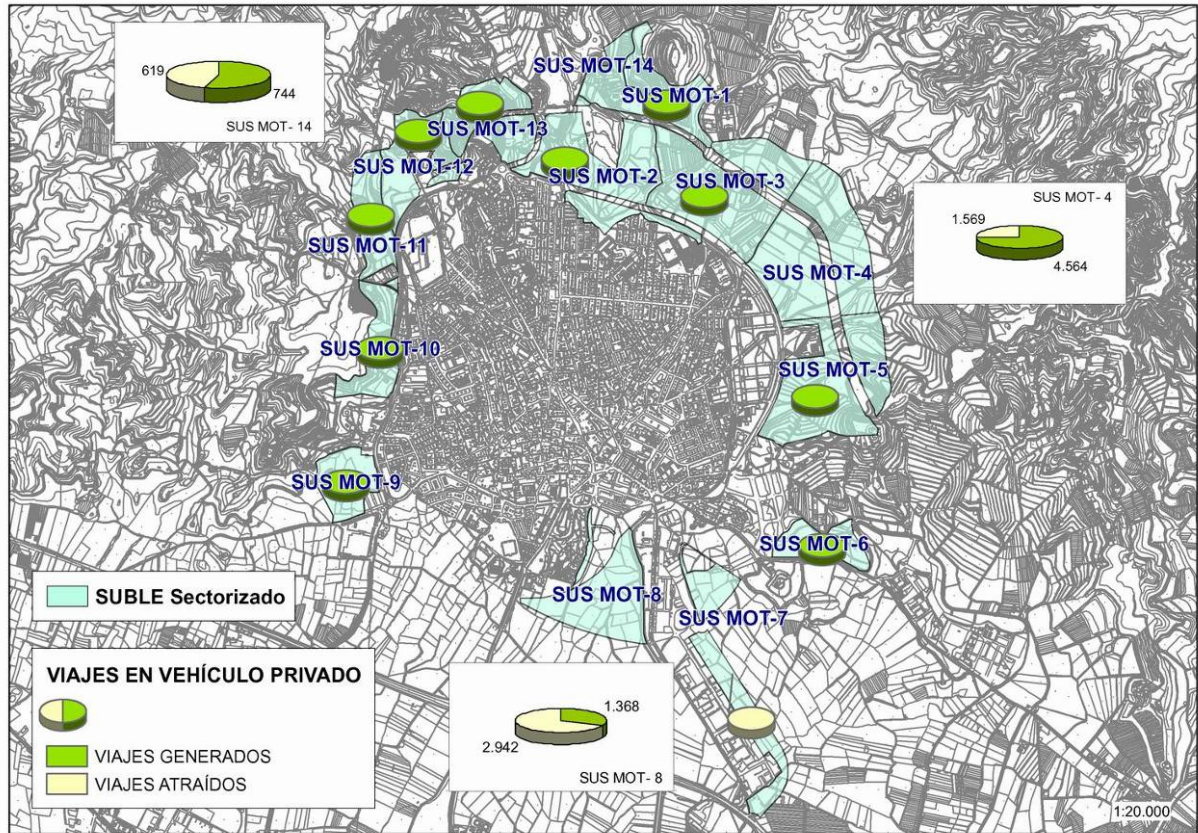 619
744
SUS MOT- 14
SUS MOT-14
SUS MOT-1
SUS MOT-13
SUS MOT-12
SUS MOT-2
SUS MOT-3
SUS MOT- 4
1.569
4.564
SUS MOT-11
SUS MOT-4
SUS MOT-10
SUS MOT-5
SUS MOT-9
SUS MOT-6
SUS MOT-8
SUS MOT-7
SUBLE Sectorizado
VIAJES EN VEHÍCULO PRIVADO
VIAJES GENERADOS
VIAJES ATRAÍDOS
1.368
2.942
SUS MOT- 8
1:20.000